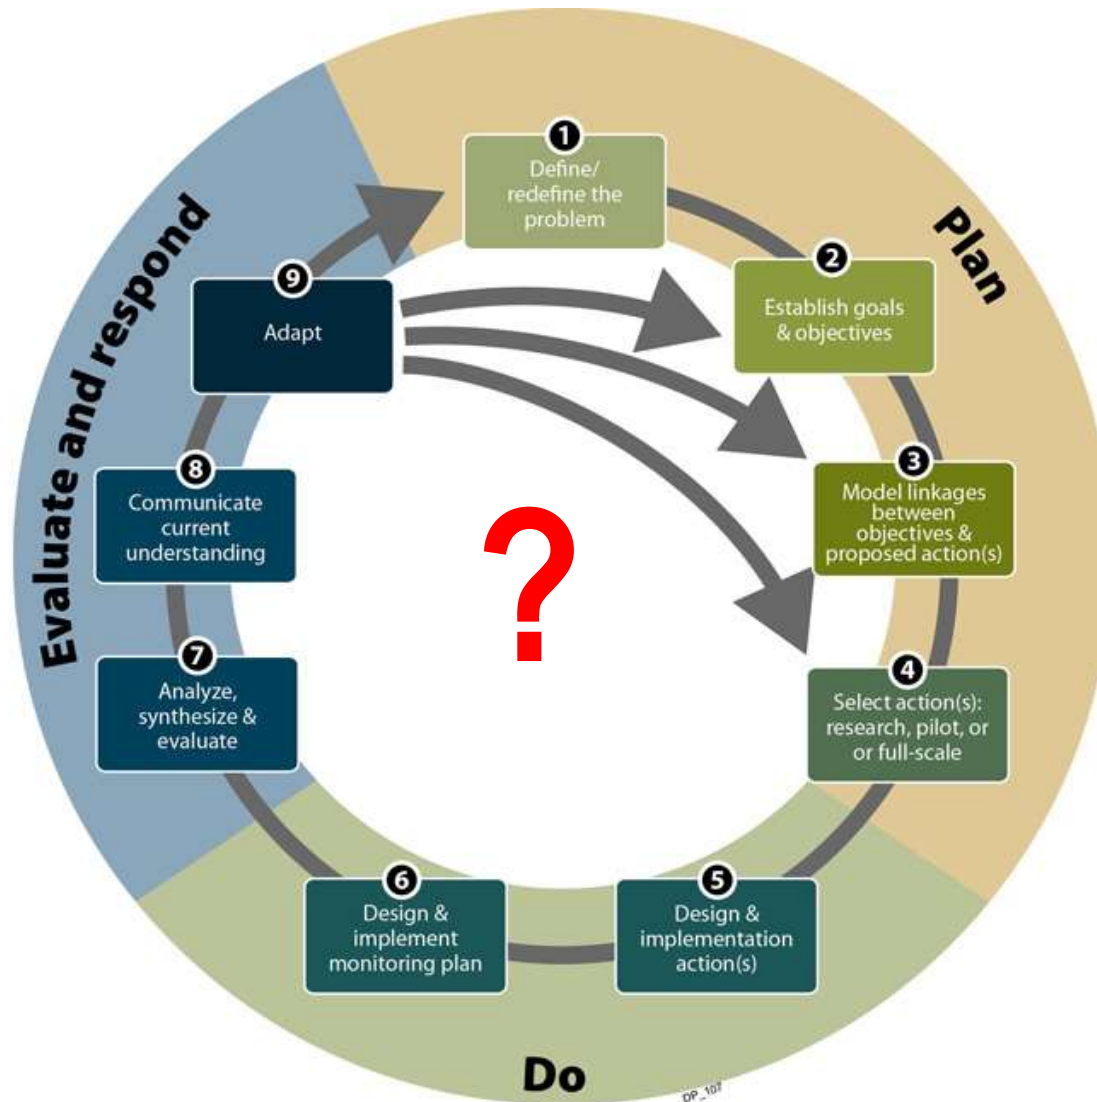 1
Define/
redefine the
problem
2
Establish goals
& objectives
3
Model linkages
between
objectives &
proposed action(s)
4
Select action(s):
research, pilot, or
or full-scale
5
Design &
implementation
action(s)
6
Design &
implement
monitoring plan
7
Analyze,
synthesize &
evaluate
8
Communicate
current
understanding
9
Adapt
Plan
Do
Evaluate and respond
?
DP_107